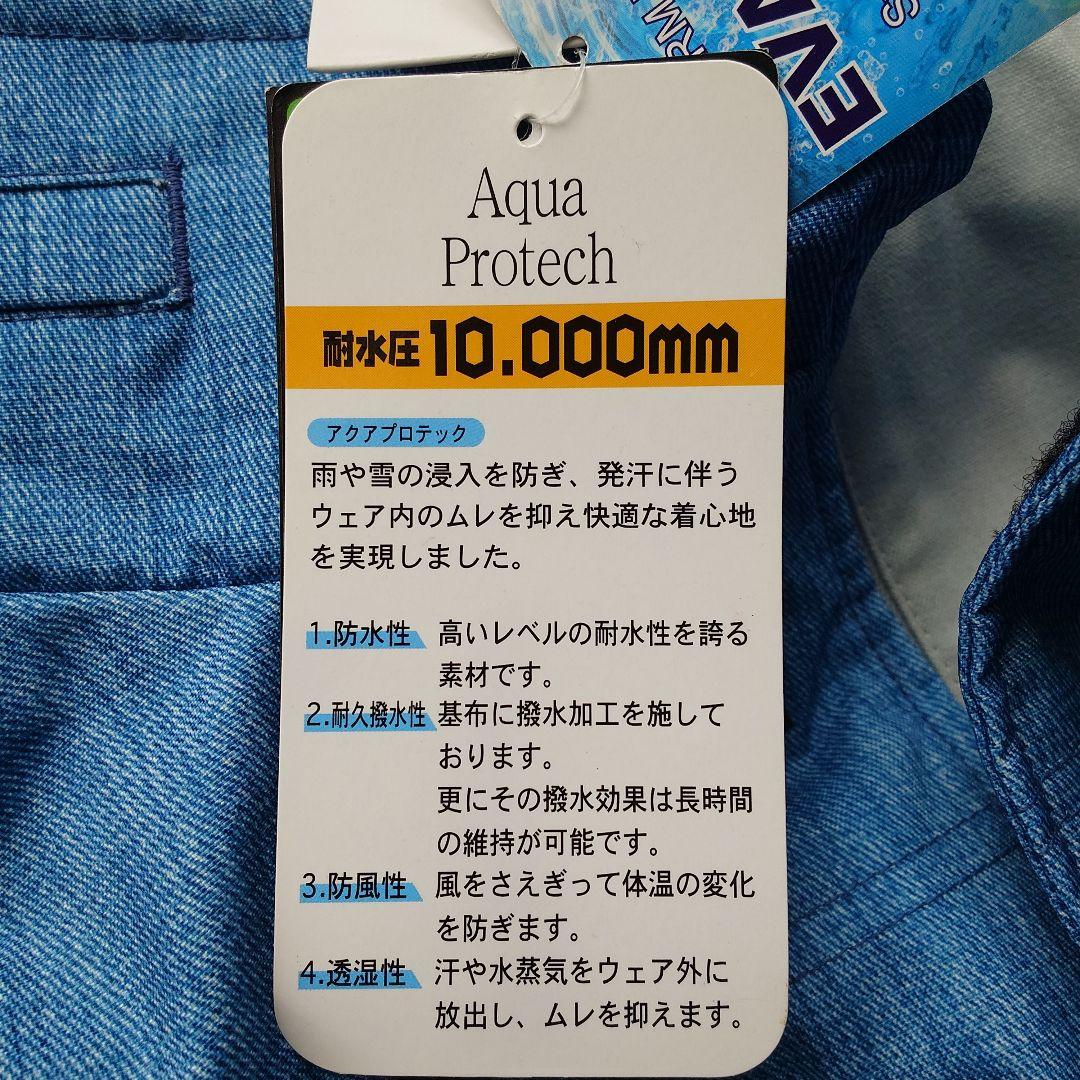 Aqua
Protech
耐水圧10.000mm
アクアプロテック
雨や雪の浸入を防ぎ、発汗に伴う
ウェア内のムレを抑え快適な着心地
を実現しました。
1.防水性 高いレベルの耐水性を誇る
素材です。
2.耐久撥水性 基布に撥水加工を施して
おります。
更にその撥水効果は長時間
の維持が可能です。
3.防風性 風をさえぎって体温の変化
を防ぎます。
4.透湿性 汗や水蒸気をウェア外に
放出し、ムレを抑えます。